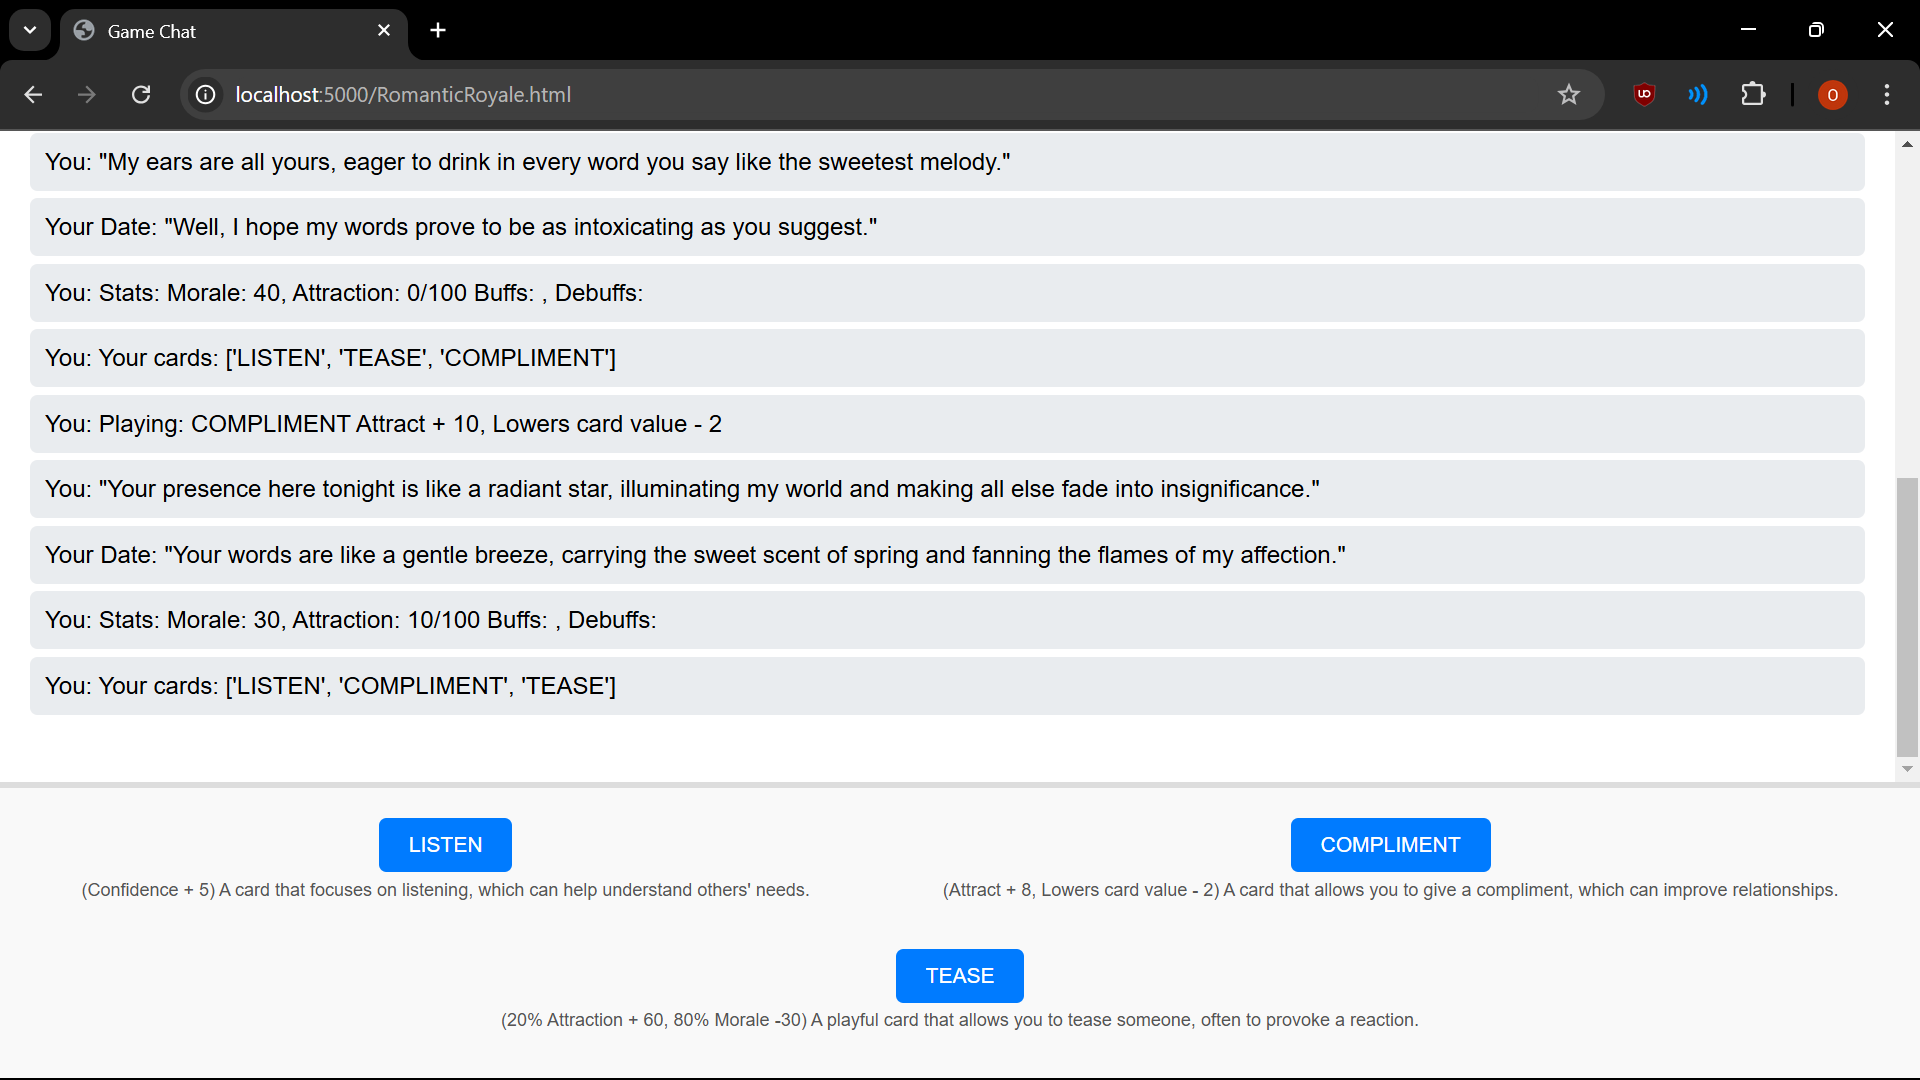 Game Chat
localhost:5000/RomanticRoyale.html
O
You: "My ears are all yours, eager to drink in every word you say like the sweetest melody."
Your Date: "Well, I hope my words prove to be as intoxicating as you suggest."
You: Stats: Morale: 40, Attraction: 0/100 Buffs: , Debuffs:
You: Your cards: ['LISTEN', 'TEASE', 'COMPLIMENT']
You: Playing: COMPLIMENT Attract + 10, Lowers card value - 2
You: "Your presence here tonight is like a radiant star, illuminating my world and making all else fade into insignificance."
Your Date: "Your words are like a gentle breeze, carrying the sweet scent of spring and fanning the flames of my affection."
You: Stats: Morale: 30, Attraction: 10/100 Buffs: , Debuffs:
You: Your cards: ['LISTEN', 'COMPLIMENT', 'TEASE']
LISTEN
(Confidence + 5) A card that focuses on listening, which can help understand others' needs.
COMPLIMENT
(Attract + 8, Lowers card value - 2) A card that allows you to give a compliment, which can improve relationships.
TEASE
(20% Attraction + 60, 80% Morale -30) A playful card that allows you to tease someone, often to provoke a reaction.